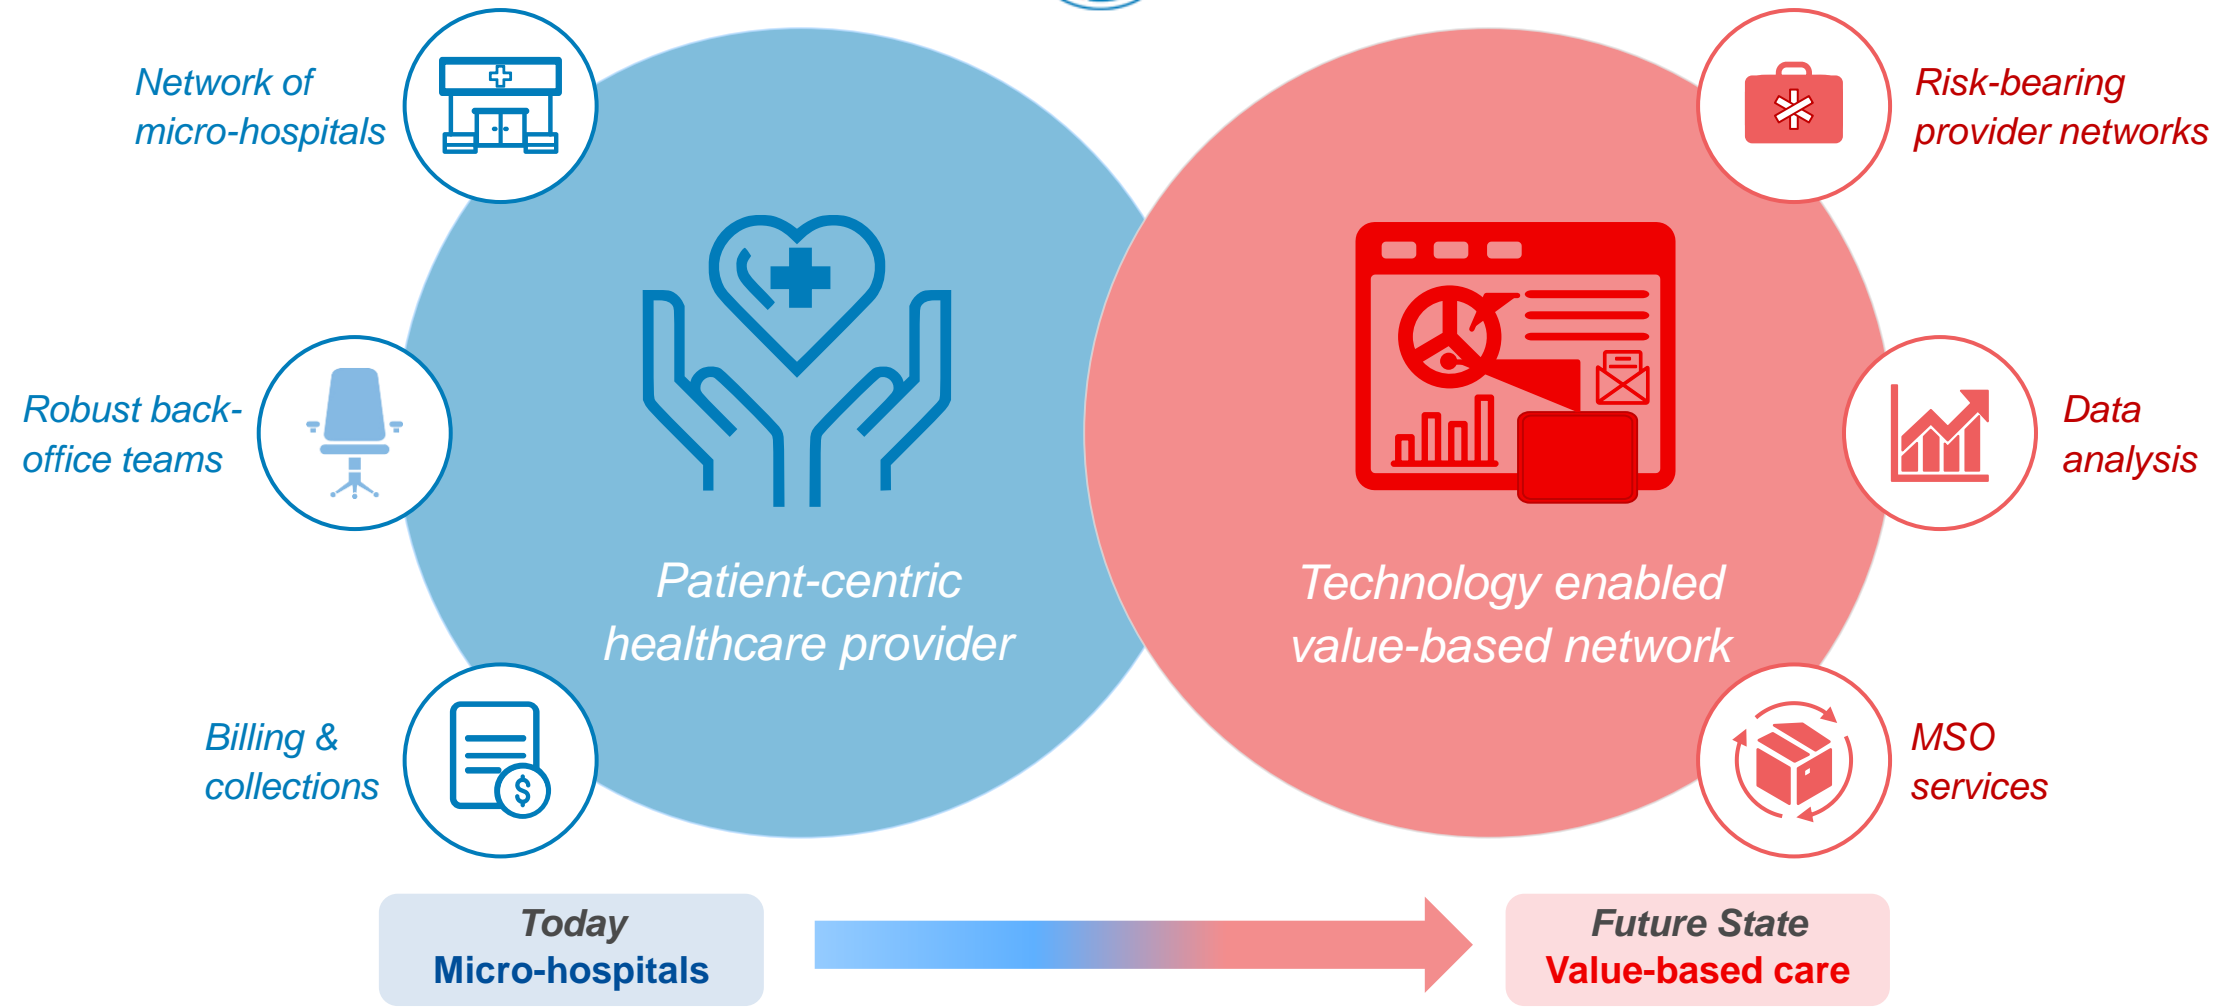 Network of
micro-hospitals
Robust back-
office teams
Billing &
collections
$
Patient-centric
healthcare provider
Technology enabled
value-based network
Risk-bearing
provider networks
Data
analysis
MSO
services
Today
Micro-hospitals
Future State
Value-based care